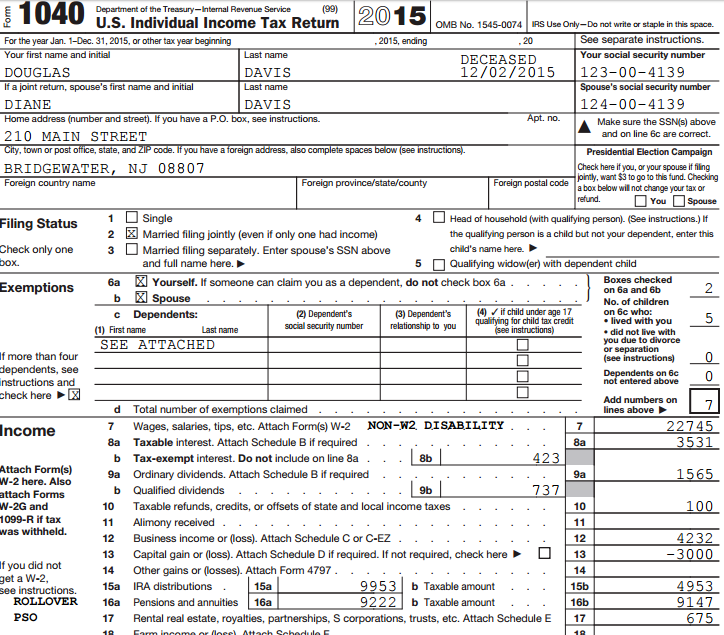 Form 1040 Department of the Treasury—Internal Revenue Service (99) U.S. Individual Income Tax Return 2015 OMB No. 1545-0074 IRS Use Only—Do not write or staple in this space.
For the year Jan. 1–Dec. 31, 2015, or other tax year beginning , 2015, ending , 20 See separate instructions.
Your first name and initial Last name DECEASED Your social security number
DOUGLAS DAVIS 12/02/2015 123-00-4139
If a joint return, spouse's first name and initial Last name Spouse's social security number
DIANE DAVIS 124-00-4139
Home address (number and street). If you have a P.O. box, see instructions. Apt. no. ▲ Make sure the SSN(s) above and on line 6c are correct.
210 MAIN STREET
City, town or post office, state, and ZIP code. If you have a foreign address, also complete spaces below (see instructions). Presidential Election Campaign
BRIDGEWATER, NJ 08807
Foreign country name Foreign province/state/county Foreign postal code
Check here if you, or your spouse if filing
jointly, want $3 to go to this fund. Checking
a box below will not change your tax or
refund. You Spouse
Filing Status
Check only one
box.
1 Single
2 X Married filing jointly (even if only one had income)
3 Married filing separately. Enter spouse's SSN above
and full name here. ▶
4 Head of household (with qualifying person). (See instructions.) If
the qualifying person is a child but not your dependent, enter this
child's name here. ▶
5 Qualifying widow(er) with dependent child
Exemptions
6a X Yourself. If someone can claim you as a dependent, do not check box 6a . . . . .
b X Spouse
c Dependents:
(1) First name Last name
(2) Dependent's
social security number
(3) Dependent's
relationship to you
(4) ✓ if child under age 17
qualifying for child tax credit
(see instructions)
SEE ATTACHED
If more than four
dependents, see
instructions and
check here ▶ X
d Total number of exemptions claimed
Boxes checked
on 6a and 6b 2
No. of children
on 6c who:
• lived with you 5
• did not live with
you due to divorce
or separation
(see instructions) 0
Dependents on 6c
not entered above 0
Add numbers on
lines above ▶ 7
Income
Attach Form(s)
W-2 here. Also
attach Forms
W-2G and
1099-R if tax
was withheld.
If you did not
get a W-2,
see instructions.
ROLLOVER
PSO
7 Wages, salaries, tips, etc. Attach Form(s) W-2 NON-W2 DISABILITY . . . 7 22745
8a Taxable interest. Attach Schedule B if required 8a 3531
b Tax-exempt interest. Do not include on line 8a . . . 8b 423
9a Ordinary dividends. Attach Schedule B if required 9a 1565
b Qualified dividends 9b 737
10 Taxable refunds, credits, or offsets of state and local income taxes 10 100
11 Alimony received 11
12 Business income or (loss). Attach Schedule C or C-EZ 12 4232
13 Capital gain or (loss). Attach Schedule D if required. If not required, check here ▶ 13 -3000
14 Other gains or (losses). Attach Form 4797 14
15a IRA distributions . 15a 9953 b Taxable amount . . . 15b 4953
16a Pensions and annuities 16a 9222 b Taxable amount . . . 16b 9147
17 Rental real estate, royalties, partnerships, S corporations, trusts, etc. Attach Schedule E 17 675
18 Farm income or (loss). Attach Schedule F 18